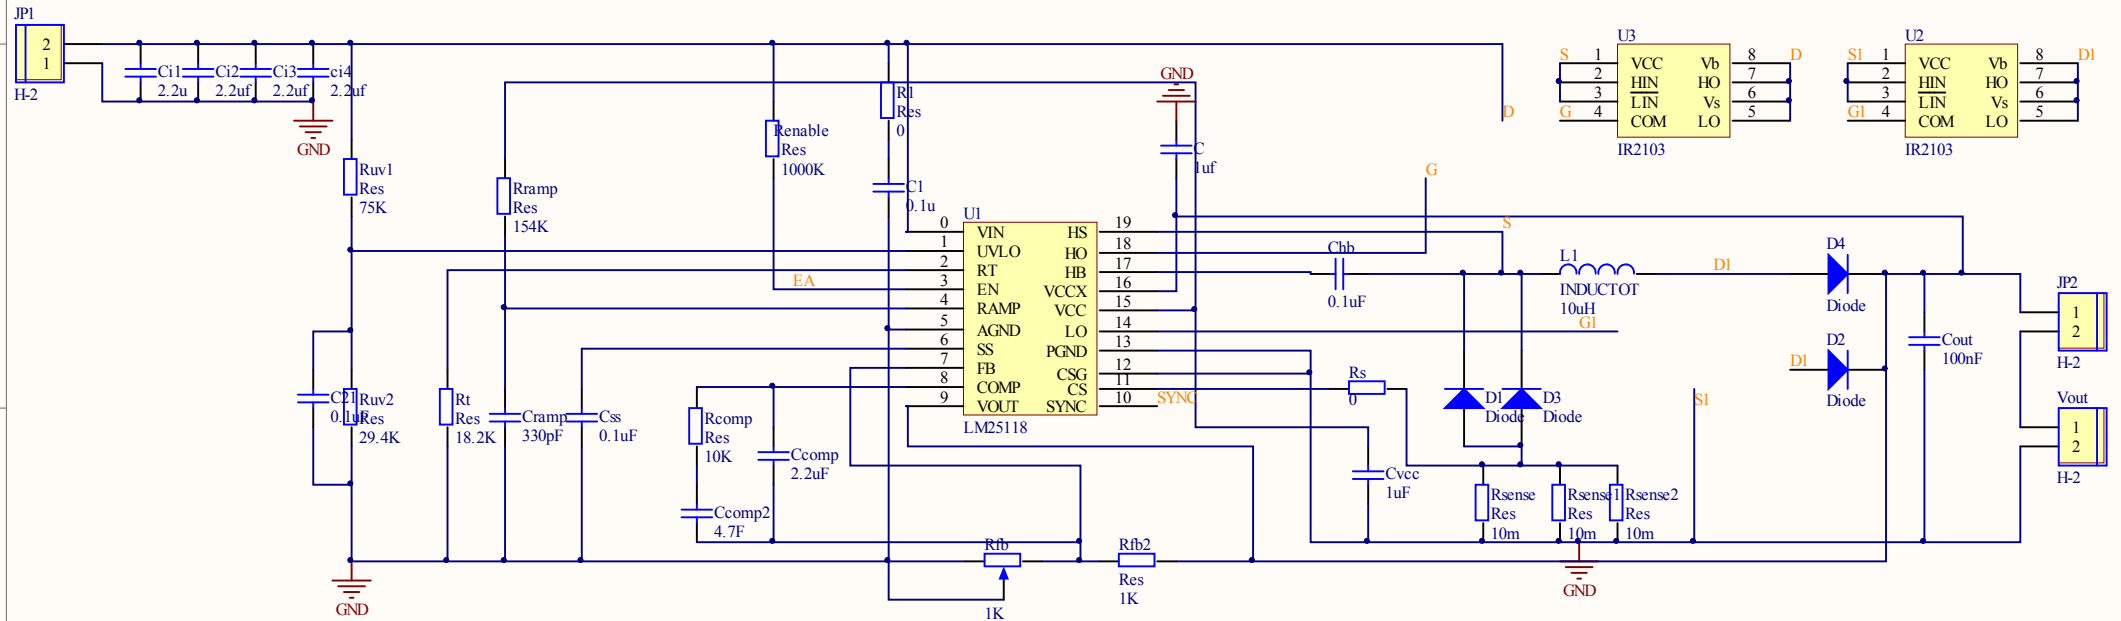 JP1
2
1
H-2
Ci1
2.2u
Ci2
2.2uf
Ci3
2.2uf
ci4
2.2uf
GND
Ruv1
Res
75K
Rramp
Res
154K
Renable
Res
1000K
R1
Res
0
C1
0.1u
GND
C
1uf
D
G
S
U3
S 1 VCC Vb 8 D
2 HIN HO 7
3 LIN Vs 6
G 4 COM LO 5
IR2103
U2
S1 1 VCC Vb 8 D1
2 HIN HO 7
3 LIN Vs 6
G1 4 COM LO 5
IR2103
EA
U1
0 VIN HS 19
1 UVLO HO 18
2 RT HB 17
3 EN VCCX 16
4 RAMP VCC 15
5 AGND LO 14
6 SS PGND 13
7 FB CSG 12
8 COMP CS 11
9 VOUT SYNC 10
SYNC
LM25118
Chb
0.1uF
L1
INDUCTOT
10uH
G1
D1
D4
Diode
D2
D1
Diode
Cout
100nF
JP2
1
2
H-2
Vout
1
2
H-2
C21
0.1uF
Ruv2
Res
29.4K
Rt
Res
18.2K
Cramp
330pF
Css
0.1uF
Rcomp
Res
10K
Ccomp
2.2uF
Ccomp2
4.7F
Rs
0
D1
Diode
D3
Diode
S1
Cvcc
1uF
Rsense
Res
10m
Rsense1
Res
10m
Rsense2
Res
10m
Rfb
1K
Rfb2
Res
1K
GND
GND